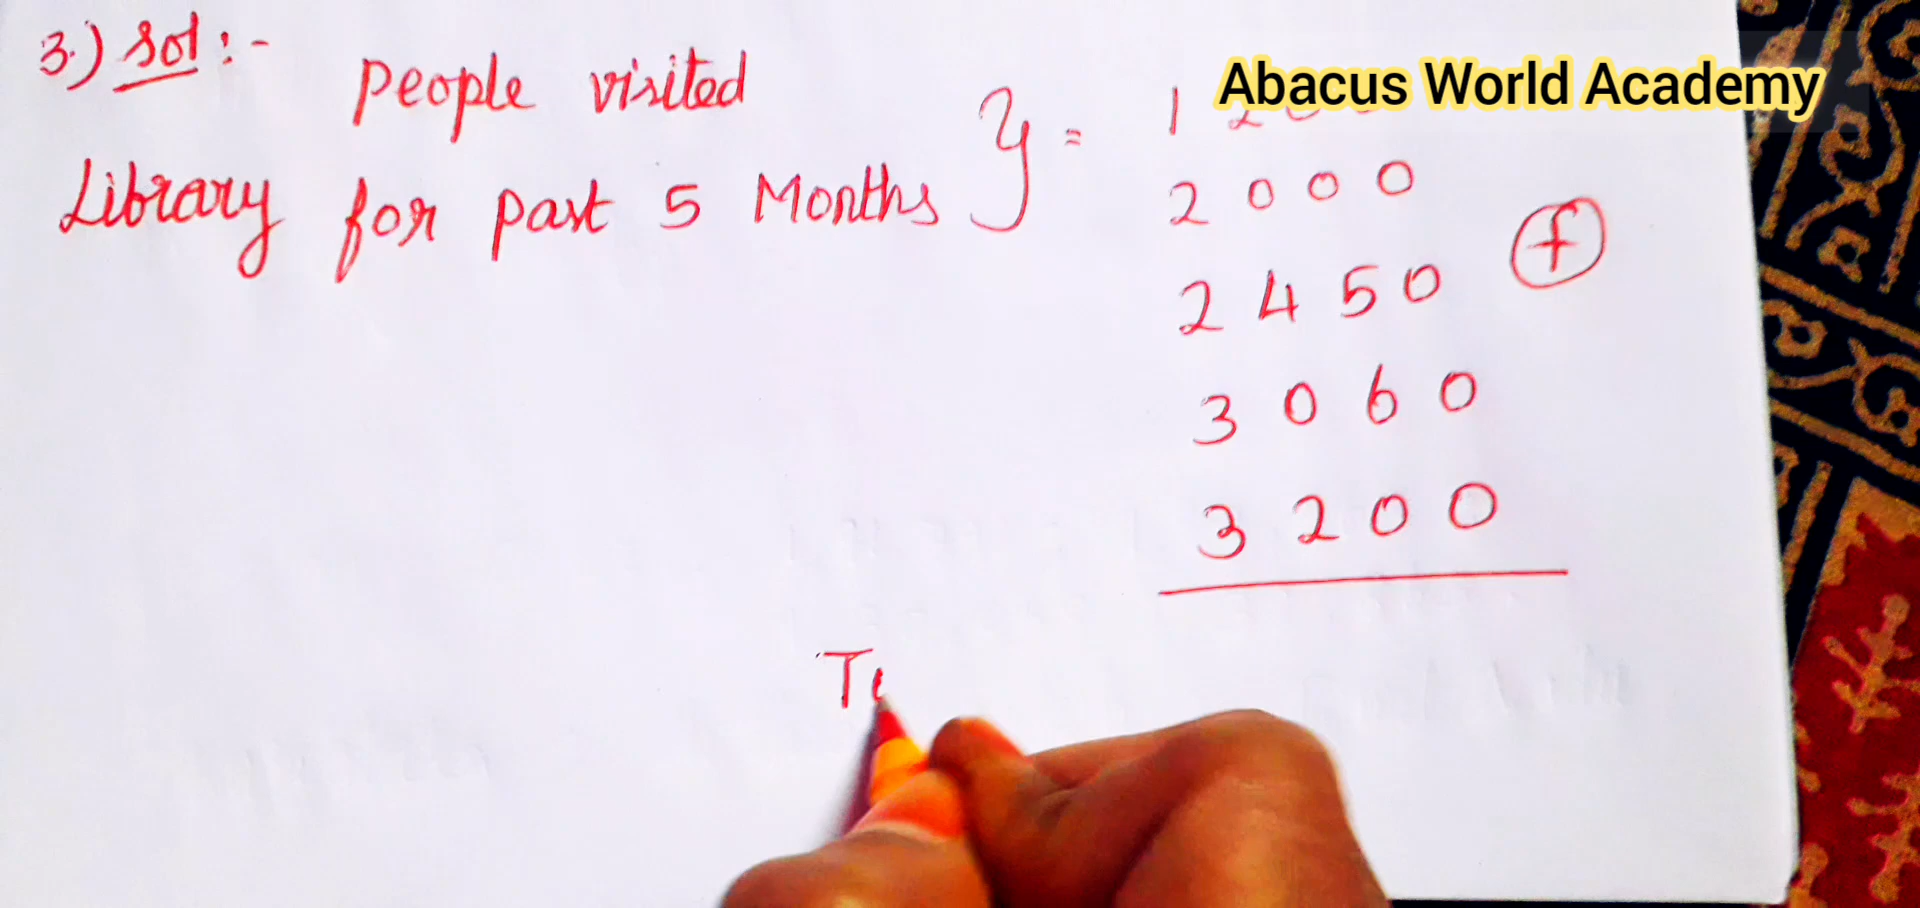 3.) Sol :-
People visited
Library for past 5 Months } =
Abacus World Academy
2000
2450 +
3060
3200